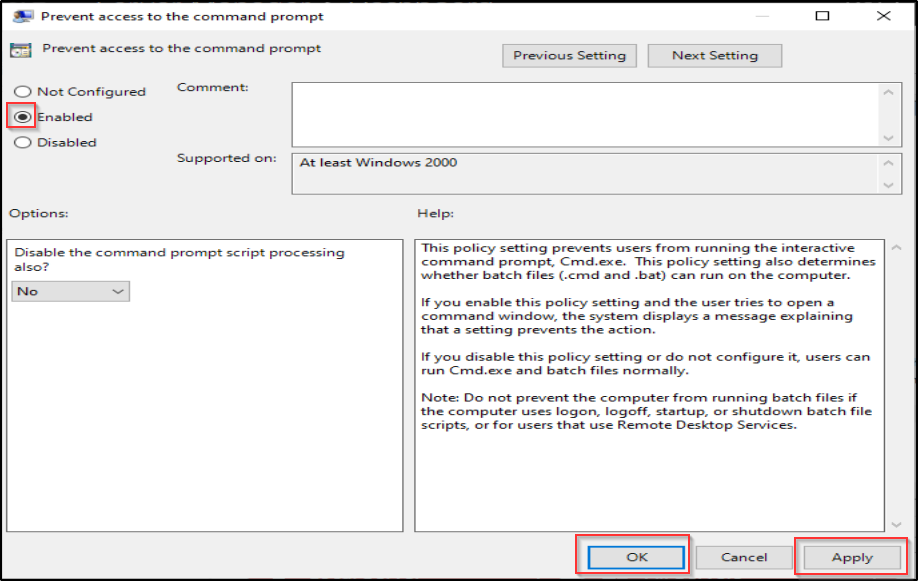 Prevent access to the command prompt
Prevent access to the command prompt
Previous Setting
Next Setting
Not Configured
Enabled
Disabled
Comment:
Supported on:
At least Windows 2000
Options:
Help:
Disable the command prompt script processing
also?
No
This policy setting prevents users from running the interactive
command prompt, Cmd.exe.  This policy setting also determines
whether batch files (.cmd and .bat) can run on the computer.
If you enable this policy setting and the user tries to open a
command window, the system displays a message explaining
that a setting prevents the action.
If you disable this policy setting or do not configure it, users can
run Cmd.exe and batch files normally.
Note: Do not prevent the computer from running batch files if
the computer uses logon, logoff, startup, or shutdown batch file
scripts, or for users that use Remote Desktop Services.
OK
Cancel
Apply